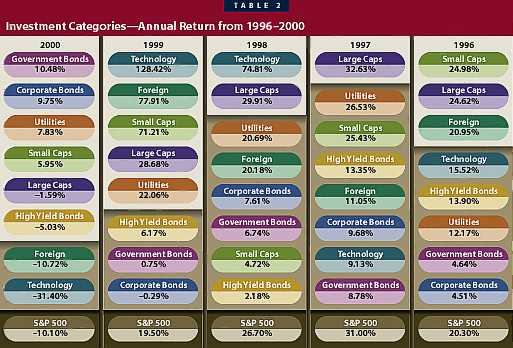 TABLE 2
Investment Categories—Annual Return from 1996–2000
2000
Government Bonds
10.48%
Corporate Bonds
9.75%
Utilities
7.83%
Small Caps
5.95%
Large Caps
–1.59%
High Yield Bonds
–5.03%
Foreign
–10.72%
Technology
–31.40%
S&P 500
–10.10%
1999
Technology
128.42%
Foreign
77.91%
Small Caps
71.21%
Large Caps
28.68%
Utilities
22.06%
High Yield Bonds
6.17%
Government Bonds
0.75%
Corporate Bonds
–0.29%
S&P 500
19.50%
1998
Technology
74.81%
Large Caps
29.91%
Utilities
20.69%
Foreign
20.18%
Corporate Bonds
7.61%
Government Bonds
6.74%
Small Caps
4.72%
High Yield Bonds
2.18%
S&P 500
26.70%
1997
Large Caps
32.63%
Utilities
26.53%
Small Caps
25.43%
High Yield Bonds
13.35%
Foreign
11.05%
Corporate Bonds
9.68%
Technology
9.13%
Government Bonds
8.78%
S&P 500
31.00%
1996
Small Caps
24.98%
Large Caps
24.62%
Foreign
20.95%
Technology
15.52%
High Yield Bonds
13.90%
Utilities
12.17%
Government Bonds
4.64%
Corporate Bonds
4.51%
S&P 500
20.30%